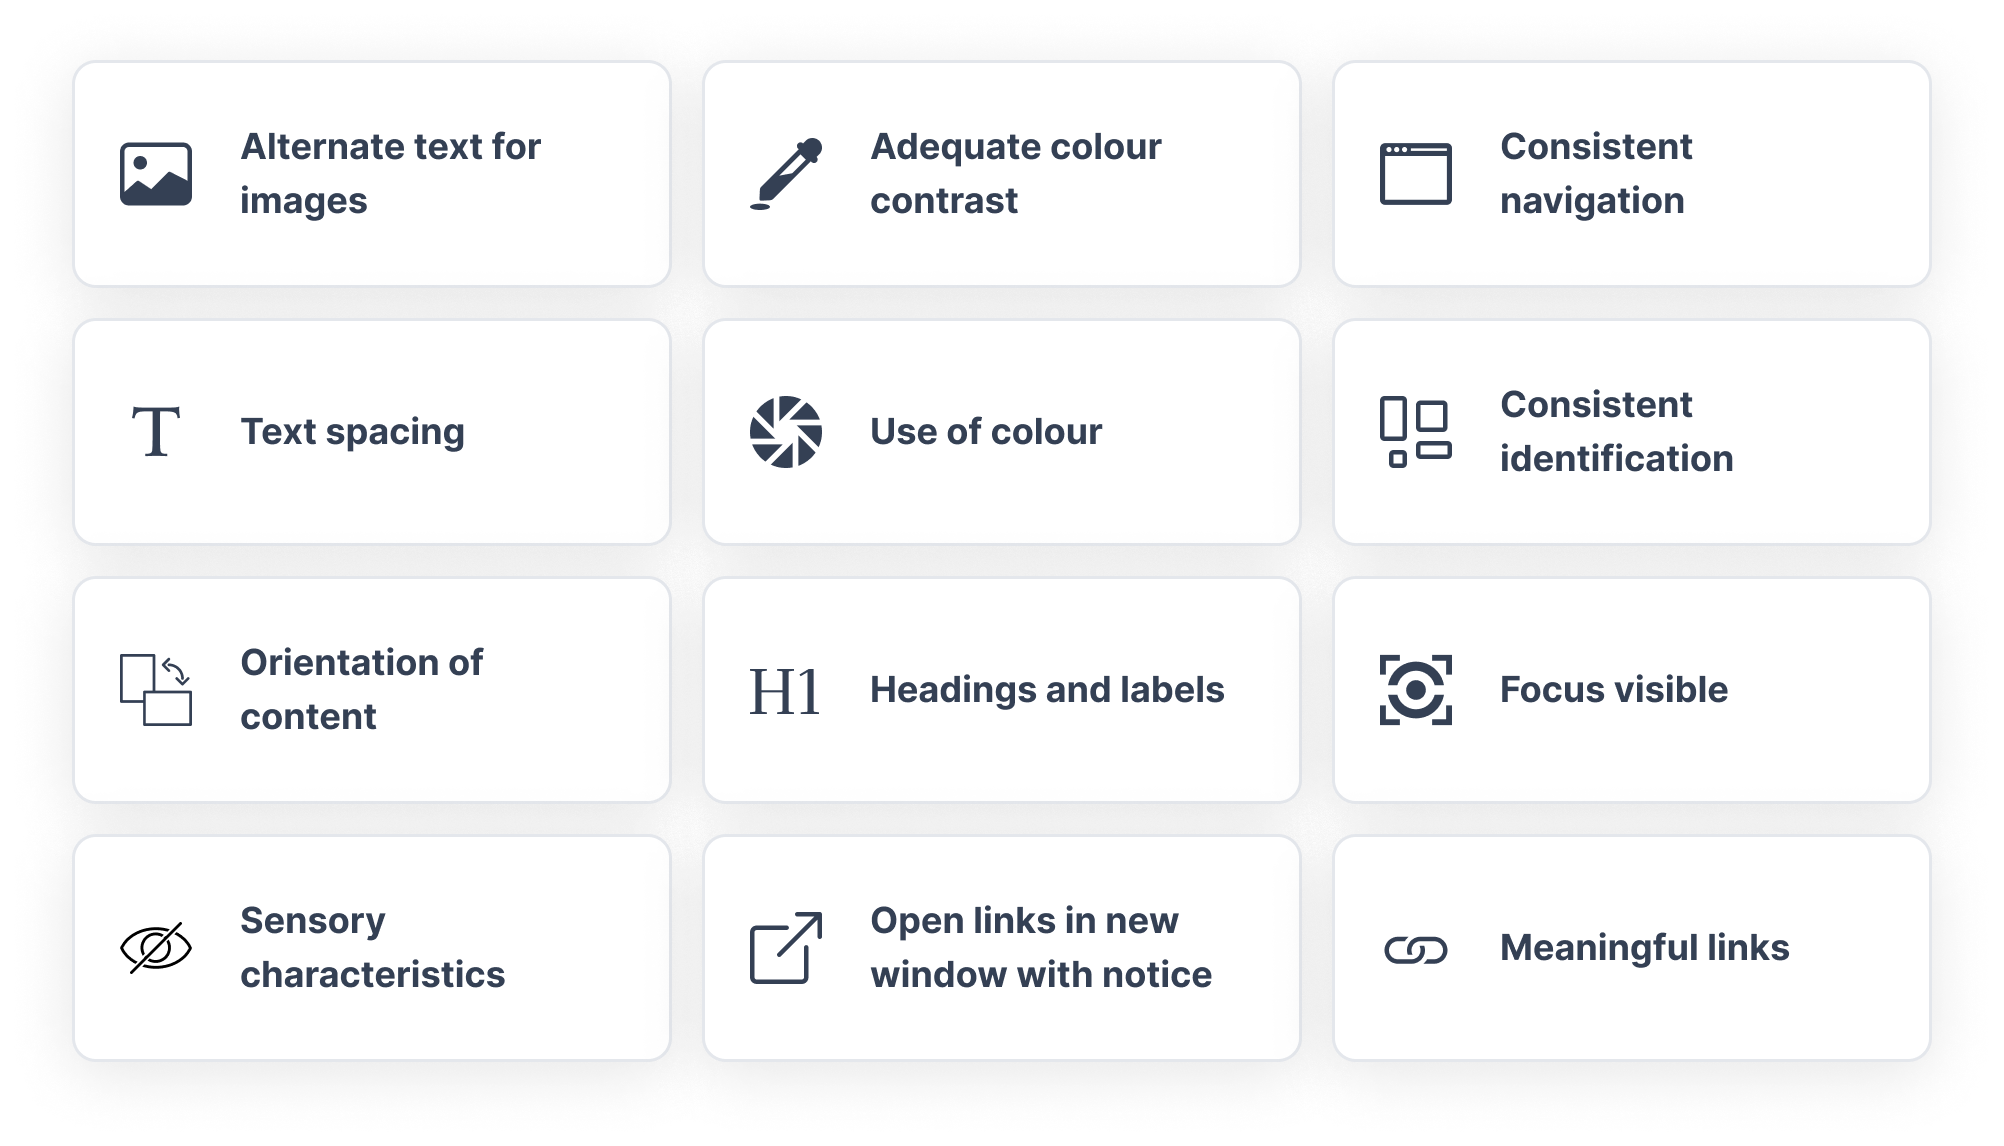 Alternate text for
images
Adequate colour
contrast
Consistent
navigation
T
Text spacing
Use of colour
Consistent
identification
Orientation of
content
H1
Headings and labels
Focus visible
Sensory
characteristics
Open links in new
window with notice
Meaningful links